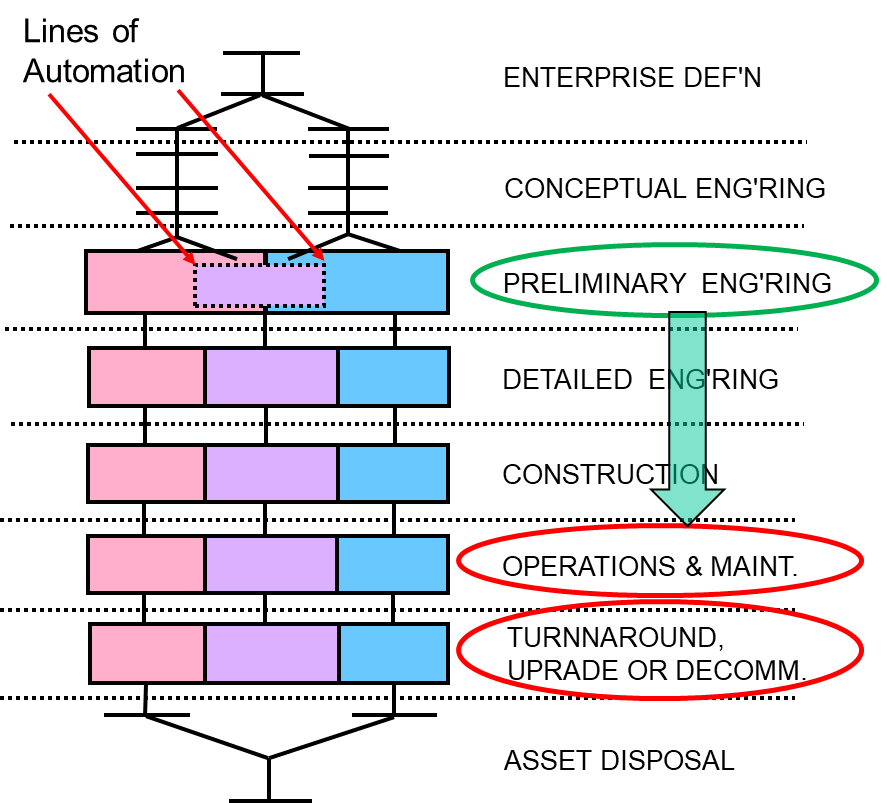 Lines of
Automation
ENTERPRISE DEF'N
CONCEPTUAL ENG'RING
PRELIMINARY ENG'RING
DETAILED ENG'RING
CONSTRUCTION
OPERATIONS & MAINT.
TURNNAROUND,
UPRADE OR DECOMM.
ASSET DISPOSAL